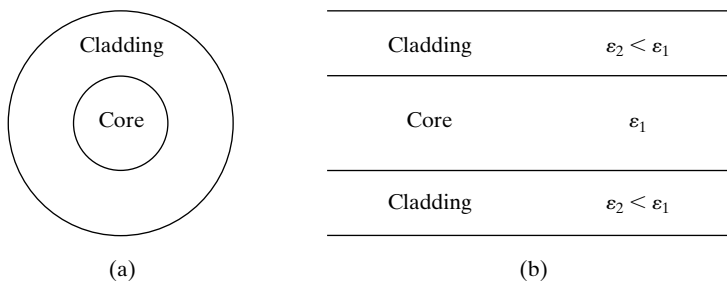 Cladding
Core
(a)
Cladding ε₂ < ε₁
Core ε₁
Cladding ε₂ < ε₁
(b)